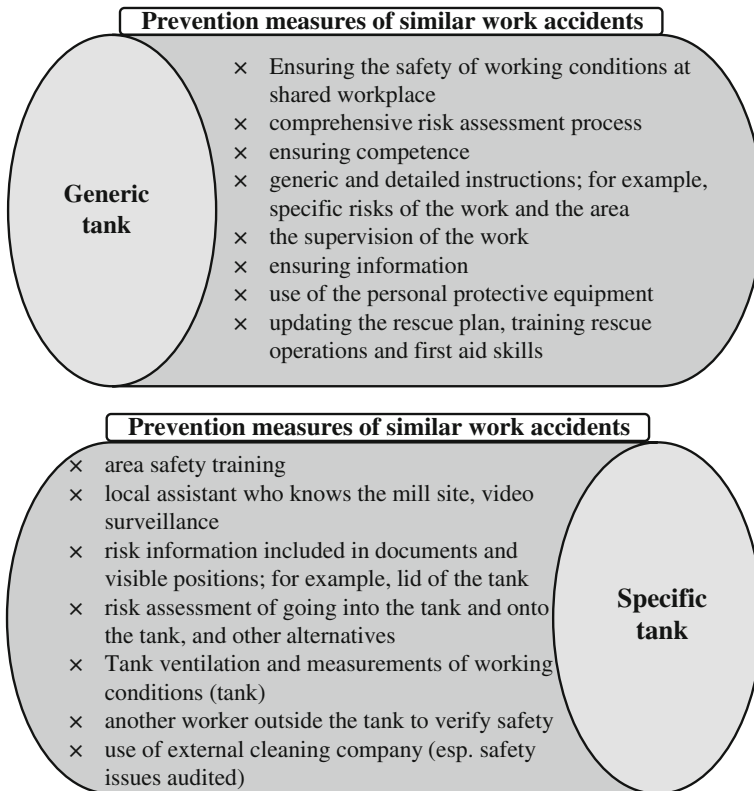 Prevention measures of similar work accidents
Generic
tank
× Ensuring the safety of working conditions at
shared workplace
× comprehensive risk assessment process
× ensuring competence
× generic and detailed instructions; for example,
specific risks of the work and the area
× the supervision of the work
× ensuring information
× use of the personal protective equipment
× updating the rescue plan, training rescue
operations and first aid skills
Prevention measures of similar work accidents
× area safety training
× local assistant who knows the mill site, video
surveillance
× risk information included in documents and
visible positions; for example, lid of the tank
× risk assessment of going into the tank and onto
the tank, and other alternatives
× Tank ventilation and measurements of working
conditions (tank)
× another worker outside the tank to verify safety
× use of external cleaning company (esp. safety
issues audited)
Specific
tank